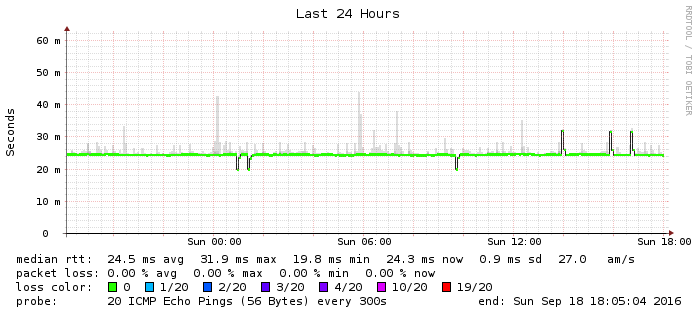 Last 24 Hours
RRDTOOL / TOBI OETIKER
Seconds
60 m
50 m
40 m
30 m
20 m
10 m
0
Sun 00:00 Sun 06:00 Sun 12:00 Sun 18:00
median rtt: 24.5 ms avg 31.9 ms max 19.8 ms min 24.3 ms now 0.9 ms sd 27.0 am/s
packet loss: 0.00 % avg 0.00 % max 0.00 % min 0.00 % now
loss color: 0 1/20 2/20 3/20 4/20 10/20 19/20
probe: 20 ICMP Echo Pings (56 Bytes) every 300s end: Sun Sep 18 18:05:04 2016